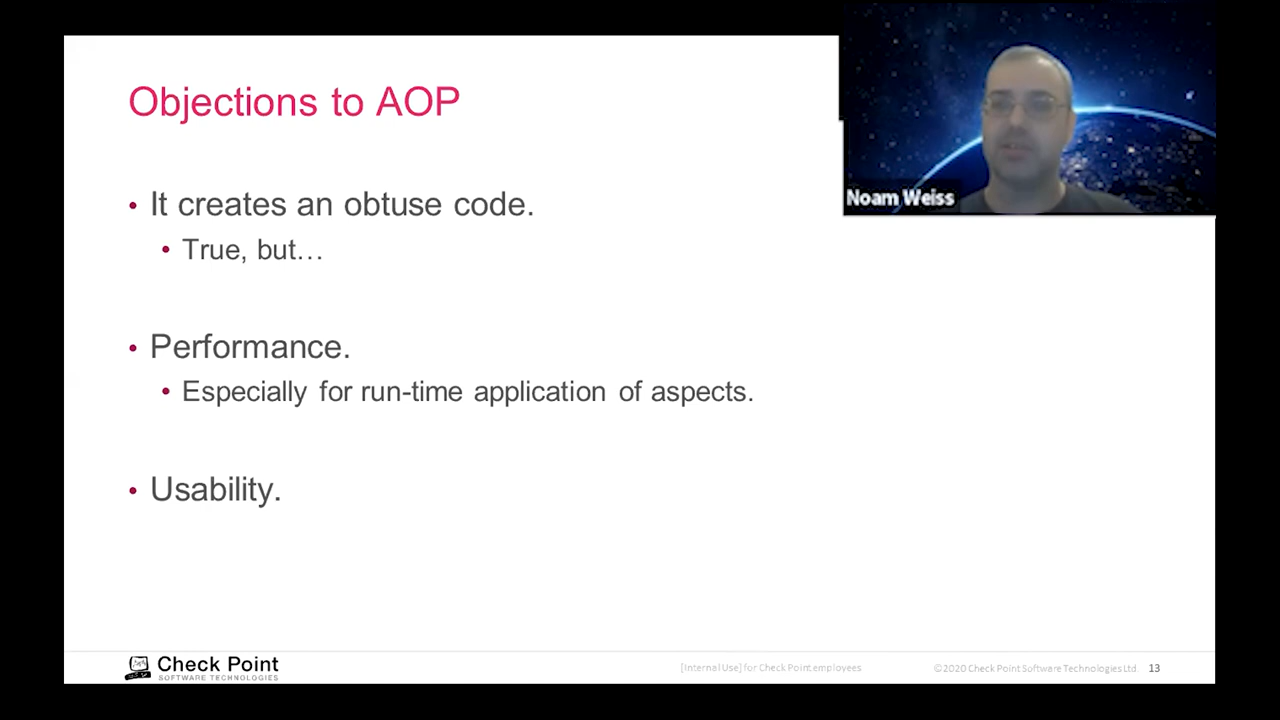 Objections to AOP
Noam Weiss
• It creates an obtuse code.
• True, but…
• Performance.
• Especially for run-time application of aspects.
• Usability.
Check Point
SOFTWARE TECHNOLOGIES
[Internal Use] for Check Point employees
©2020 Check Point Software Technologies Ltd.
13